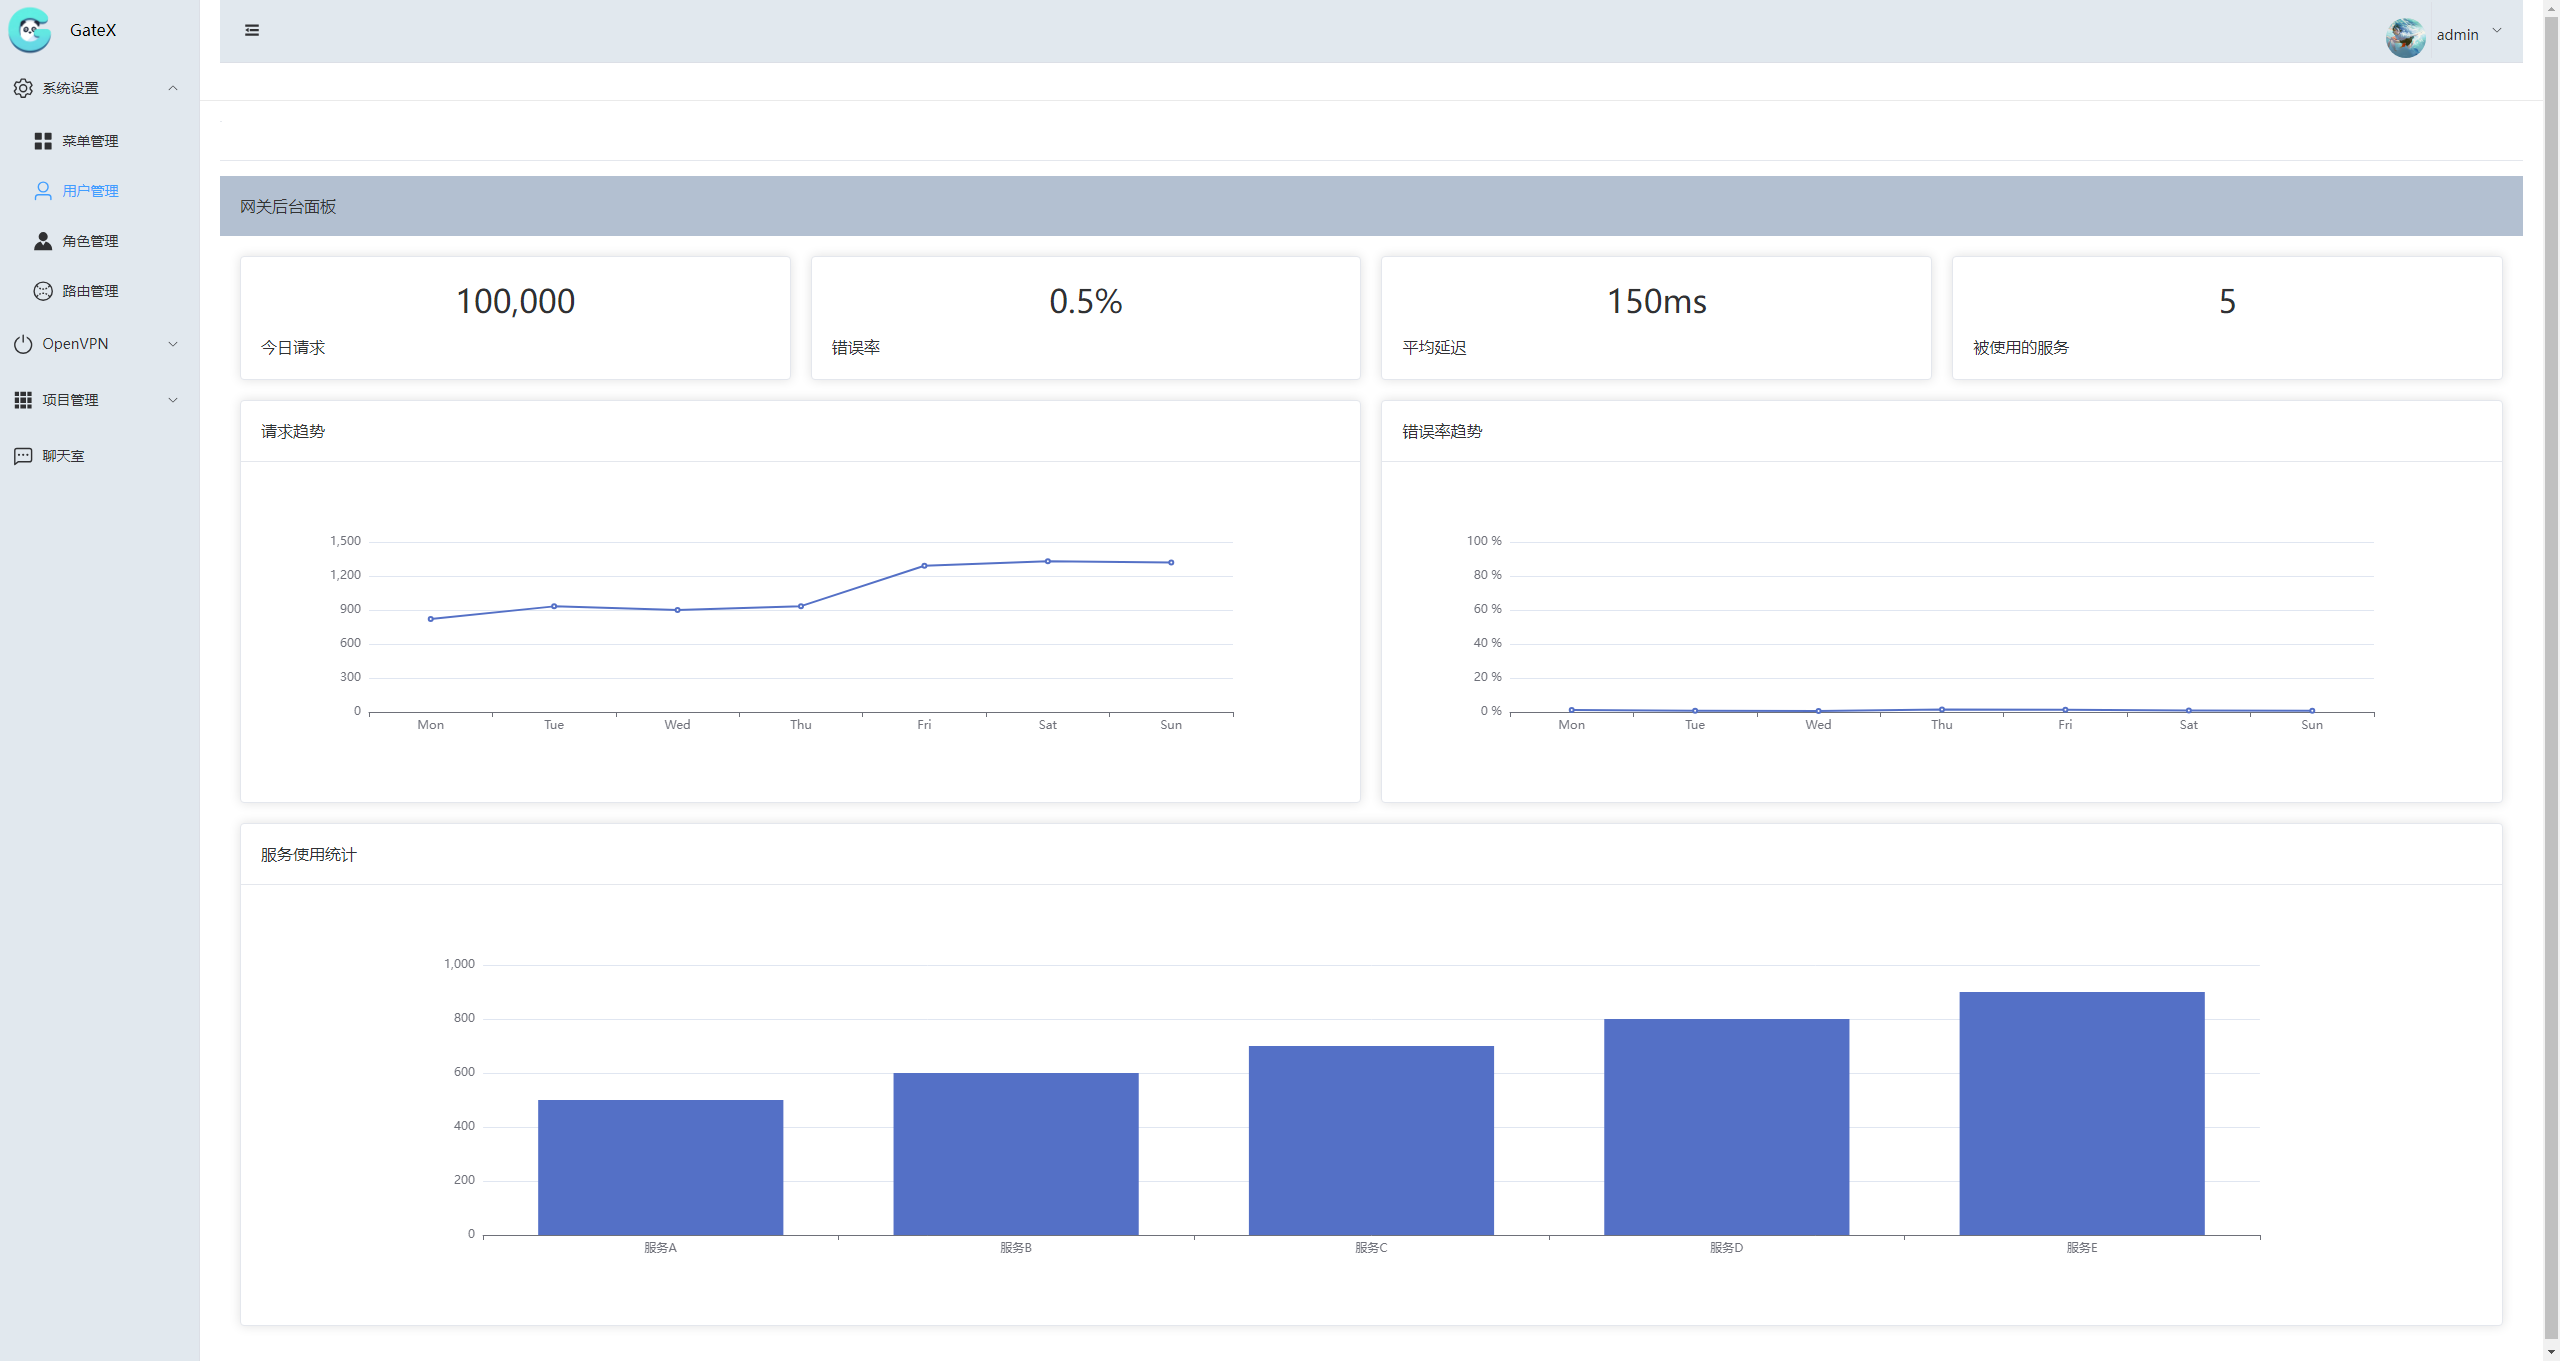 GateX
admin
系统设置
菜单管理
用户管理
角色管理
路由管理
OpenVPN
项目管理
聊天室
网关后台面板
100,000
今日请求
0.5%
错误率
150ms
平均延迟
5
被使用的服务
请求趋势
1,500
1,200
900
600
300
0
Mon Tue Wed Thu Fri Sat Sun
错误率趋势
100 %
80 %
60 %
40 %
20 %
0 %
Mon Tue Wed Thu Fri Sat Sun
服务使用统计
1,000
800
600
400
200
0
服务A 服务B 服务C 服务D 服务E